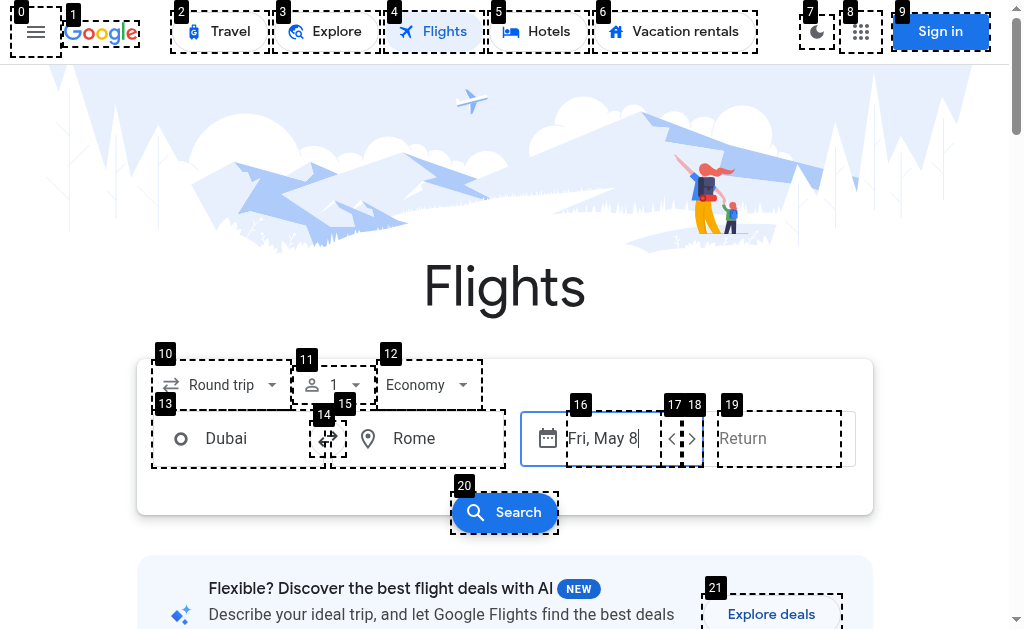 0 1 2 3 4 5 6 7 8 9
Google Travel Explore Flights Hotels Vacation rentals Sign in
Flights
10 11 12
Round trip 1 Economy
13 14 15 16 17 18 19
Dubai Rome Fri, May 8 Return
20
Search
Flexible? Discover the best flight deals with AI NEW
21
Describe your ideal trip, and let Google Flights find the best deals Explore deals